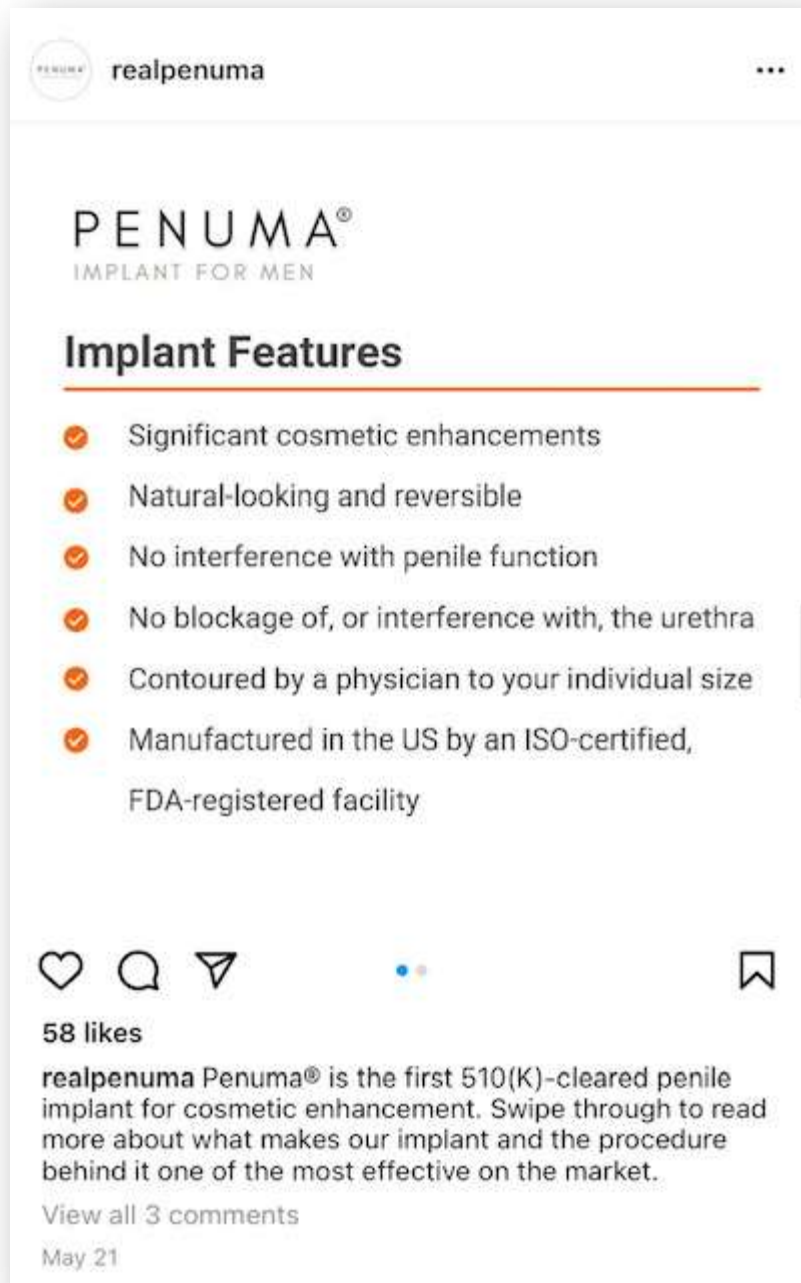 PENUMA®
realpenuma
PENUMA®
IMPLANT FOR MEN
Implant Features
Significant cosmetic enhancements
Natural-looking and reversible
No interference with penile function
No blockage of, or interference with, the urethra
Contoured by a physician to your individual size
Manufactured in the US by an ISO-certified,
FDA-registered facility
58 likes
realpenuma Penuma® is the first 510(K)-cleared penile
implant for cosmetic enhancement. Swipe through to read
more about what makes our implant and the procedure
behind it one of the most effective on the market.
View all 3 comments
May 21